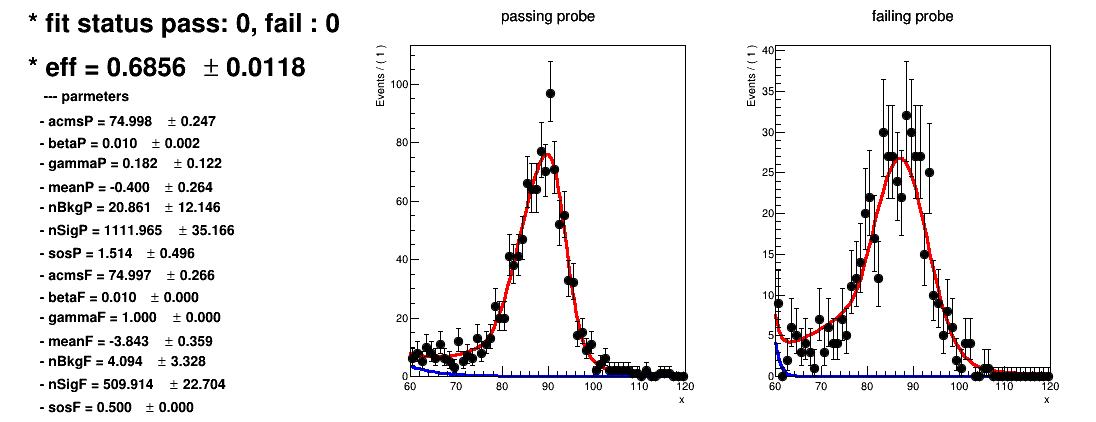 * fit status pass: 0, fail : 0
* eff = 0.6856 ± 0.0118
--- parmeters
- acmsP = 74.998 ± 0.247
- betaP = 0.010 ± 0.002
- gammaP = 0.182 ± 0.122
- meanP = -0.400 ± 0.264
- nBkgP = 20.861 ± 12.146
- nSigP = 1111.965 ± 35.166
- sosP = 1.514 ± 0.496
- acmsF = 74.997 ± 0.266
- betaF = 0.010 ± 0.000
- gammaF = 1.000 ± 0.000
- meanF = -3.843 ± 0.359
- nBkgF = 4.094 ± 3.328
- nSigF = 509.914 ± 22.704
- sosF = 0.500 ± 0.000
passing probe
Events / ( 1 )
100
80
60
40
20
0
60 70 80 90 100 110 120
x
failing probe
Events / ( 1 )
40
35
30
25
20
15
10
5
0
60 70 80 90 100 110 120
x